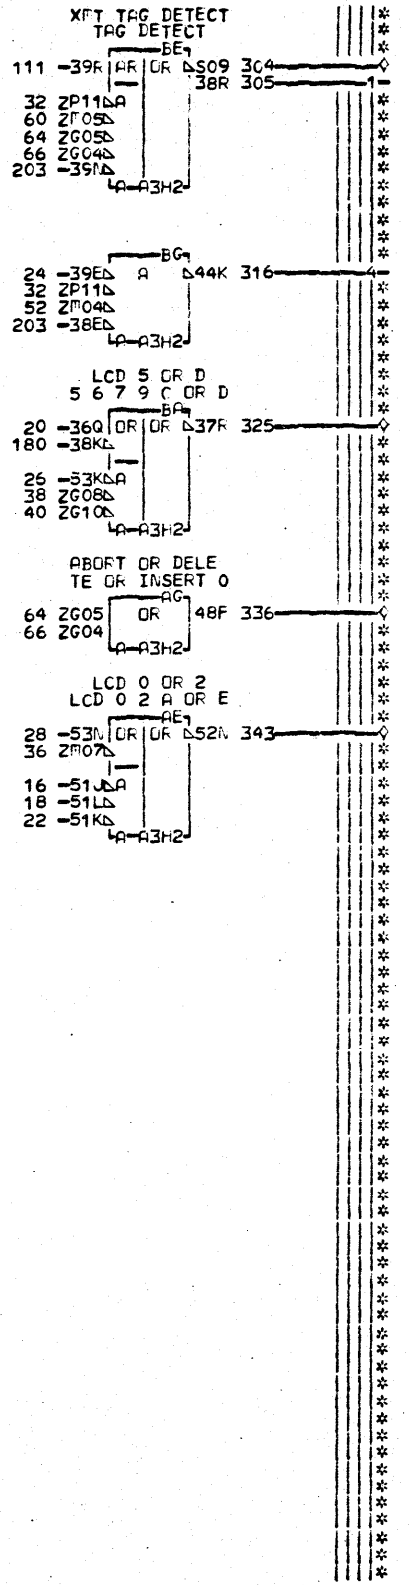 XFT TAG DETECT
TAG DETECT
BE
111 -39R AR OR S09 304
38R 305 1
32 ZP11 A
60 ZM05
64 ZG05
66 ZG04
203 -39N
A-A3H2
BG
24 -39E A 44K 316 4
32 ZP11
52 ZM04
203 -38E
A-A3H2
LCD 5 OR D
5 6 7 9 C OR D
BA
20 -36Q OR OR 37R 325
180 -38K
26 -53K A
38 ZG08
40 ZG10
A-A3H2
ABORT OR DELE
TE OR INSERT 0
AG
64 ZG05 OR 48F 336
66 ZG04
A-A3H2
LCD 0 OR 2
LCD 0 2 A OR E
AE
28 -53N OR OR 52N 343
36 ZM07
16 -51J A
18 -51L
22 -51K
A-A3H2